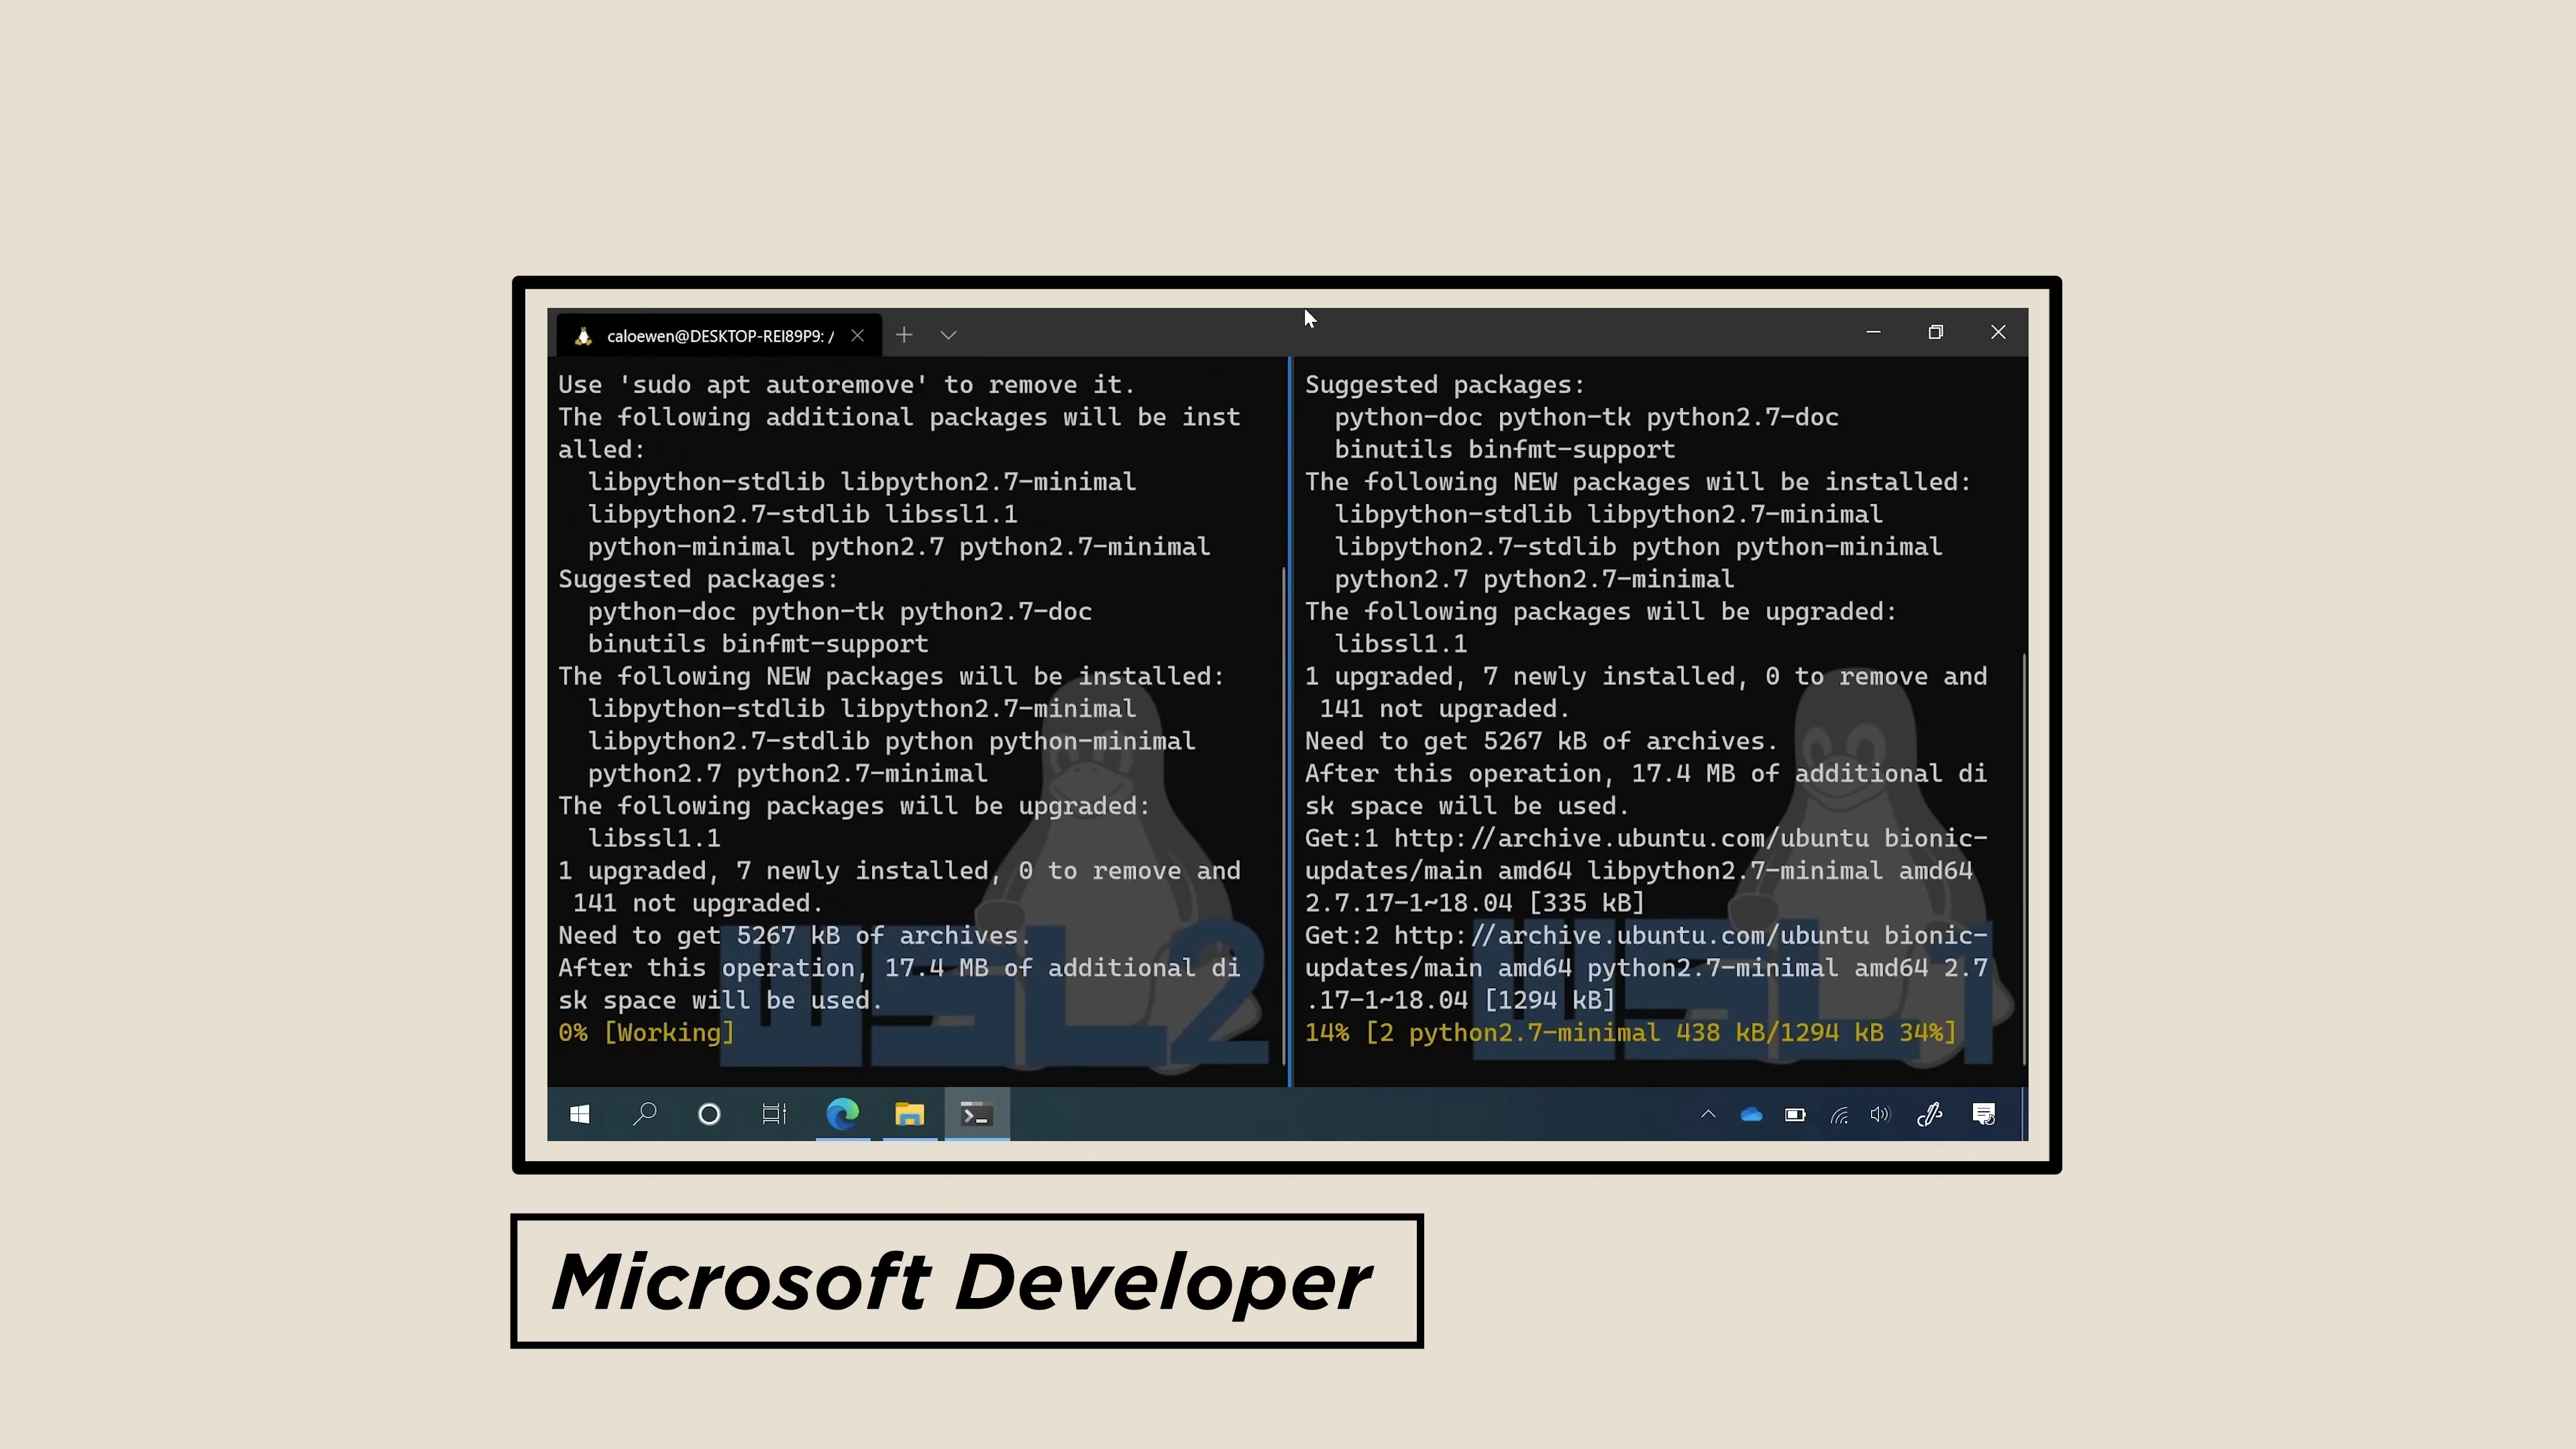 caloewen@DESKTOP-REI89P9: /
Use 'sudo apt autoremove' to remove it.
The following additional packages will be inst
alled:
libpython-stdlib libpython2.7-minimal
libpython2.7-stdlib libssl1.1
python-minimal python2.7 python2.7-minimal
Suggested packages:
python-doc python-tk python2.7-doc
binutils binfmt-support
The following NEW packages will be installed:
libpython-stdlib libpython2.7-minimal
libpython2.7-stdlib python python-minimal
python2.7 python2.7-minimal
The following packages will be upgraded:
libssl1.1
1 upgraded, 7 newly installed, 0 to remove and
141 not upgraded.
Need to get 5267 kB of archives.
After this operation, 17.4 MB of additional di
sk space will be used.
0% [Working]
WSL2
Suggested packages:
python-doc python-tk python2.7-doc
binutils binfmt-support
The following NEW packages will be installed:
libpython-stdlib libpython2.7-minimal
libpython2.7-stdlib python python-minimal
python2.7 python2.7-minimal
The following packages will be upgraded:
libssl1.1
1 upgraded, 7 newly installed, 0 to remove and
141 not upgraded.
Need to get 5267 kB of archives.
After this operation, 17.4 MB of additional di
sk space will be used.
Get:1 http://archive.ubuntu.com/ubuntu bionic-
updates/main amd64 libpython2.7-minimal amd64
2.7.17-1~18.04 [335 kB]
Get:2 http://archive.ubuntu.com/ubuntu bionic-
updates/main amd64 python2.7-minimal amd64 2.7
.17-1~18.04 [1294 kB]
14% [2 python2.7-minimal 438 kB/1294 kB 34%]
WSL1
Microsoft Developer